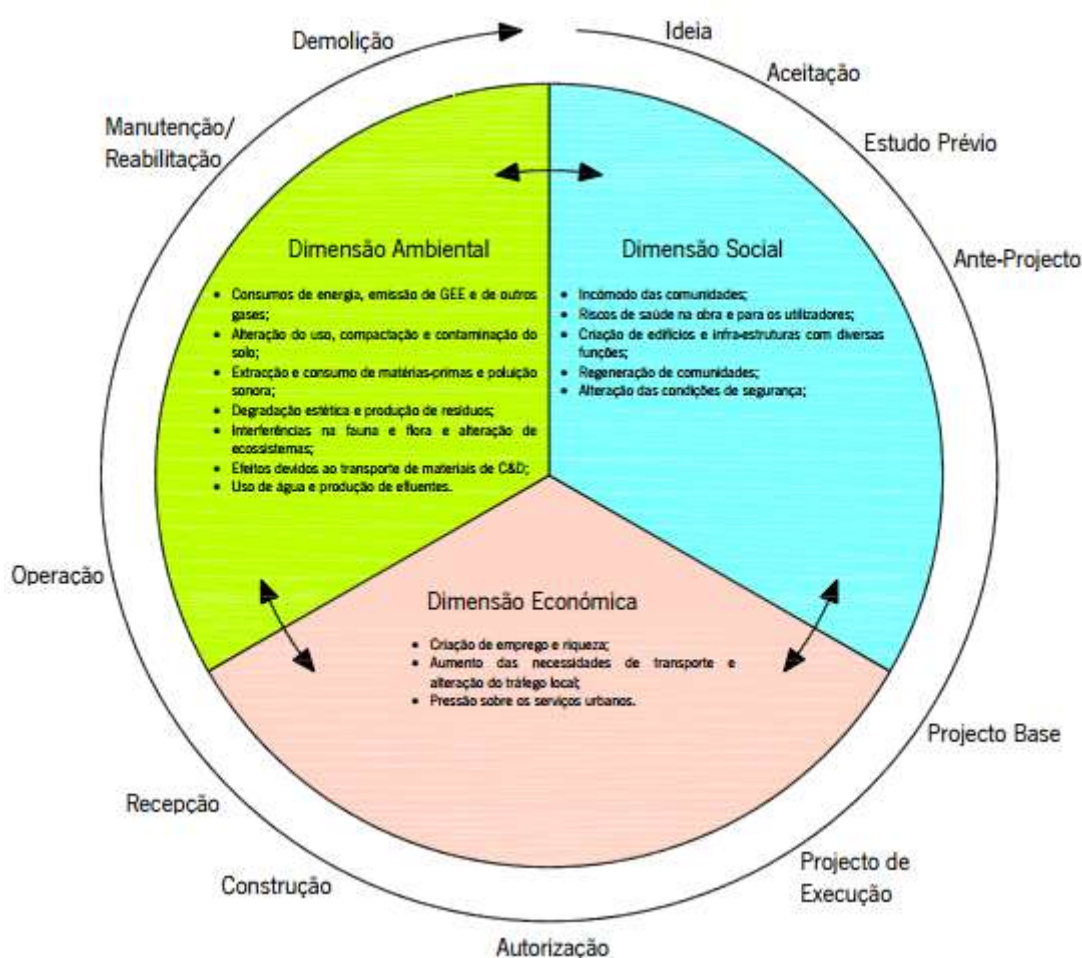 Demolição
Ideia
Aceitação
Manutenção/
Reabilitação
Estudo Prévio
Ante-Projecto
Dimensão Ambiental
• Consumos de energia, emissão de GEE e de outros
gases;
• Alteração do uso, compactação e contaminação do
solo;
• Extracção e consumo de matérias-primas e poluição
sonora;
• Degradação estética e produção de resíduos;
• Interferências na fauna e flora e alteração de
ecossistemas;
• Efeitos devidos ao transporte de materiais de C&D;
• Uso de água e produção de efluentes.
Dimensão Social
• Incómodo das comunidades;
• Riscos de saúde na obra e para os utilizadores;
• Criação de edifícios e infra-estruturas com diversas
funções;
• Regeneração de comunidades;
• Alteração das condições de segurança;
Operação
Dimensão Económica
• Criação de emprego e riqueza;
• Aumento das necessidades de transporte e
alteração do tráfego local;
• Pressão sobre os serviços urbanos.
Projecto Base
Recepção
Projecto de
Execução
Construção
Autorização